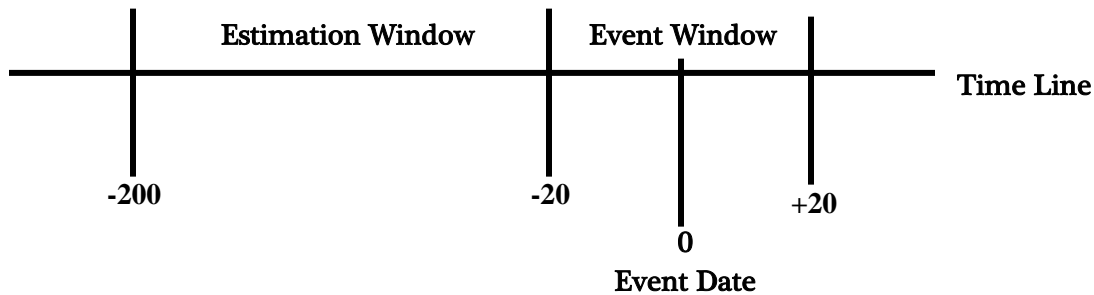 Estimation Window
Event Window
Time Line
-200
-20
+20
0
Event Date